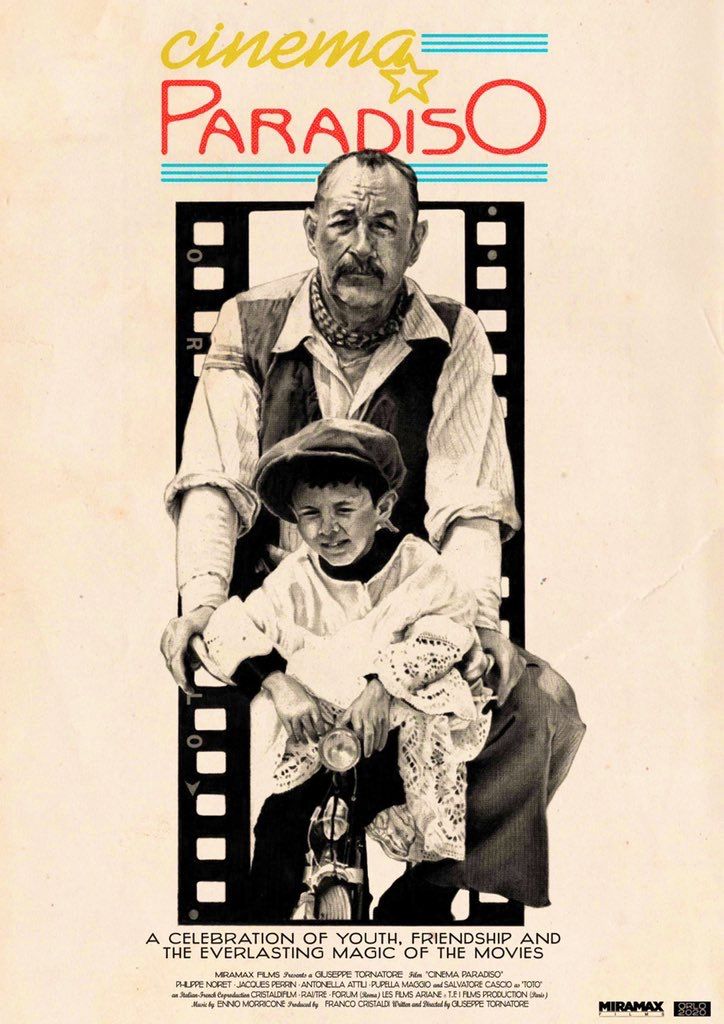 cinema
PARADISO
A CELEBRATION OF YOUTH, FRIENDSHIP AND
THE EVERLASTING MAGIC OF THE MOVIES
MIRAMAX FILMS Presents a GIUSEPPE TORNATORE Film "CINEMA PARADISO"
PHILIPPE NOIRET · JACQUES PERRIN · ANTONELLA ATTILI · PUPELLA MAGGIO and SALVATORE CASCIO as "TOTO"
an Italian-French Coproduction CRISTALDIFILM · RAI/TRE · FORUM (Roma) LES FILMS ARIANE · T.F.1 FILMS PRODUCTION (Paris)
Music by ENNIO MORRICONE Produced by FRANCO CRISTALDI Written and Directed by GIUSEPPE TORNATORE
MIRAMAX
FILMS
ORLO
2020